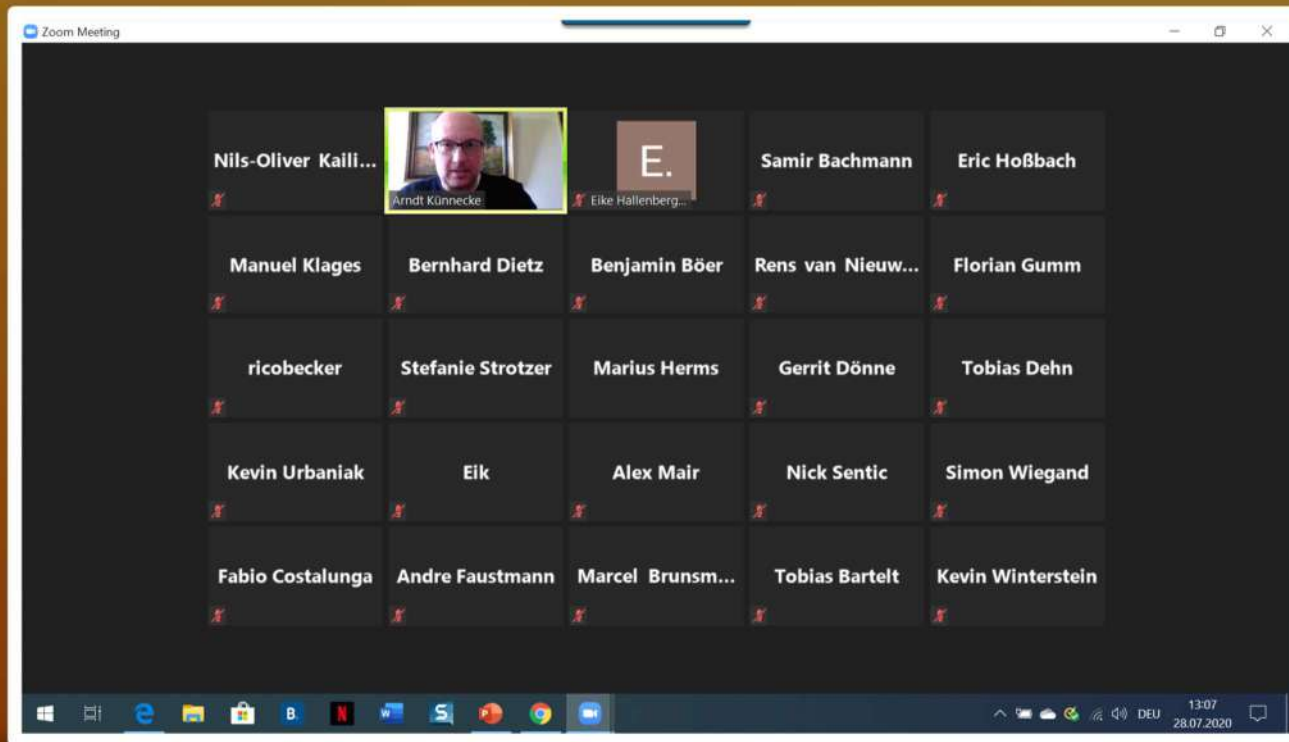 Zoom Meeting
Nils-Oliver Kaili...
Arndt Künnecke
E.
Eike Hallenberg...
Samir Bachmann
Eric Hoßbach
Manuel Klages
Bernhard Dietz
Benjamin Böer
Rens van Nieuw...
Florian Gumm
ricobecker
Stefanie Strotzer
Marius Herms
Gerrit Dönne
Tobias Dehn
Kevin Urbaniak
Eik
Alex Mair
Nick Sentic
Simon Wiegand
Fabio Costalunga
Andre Faustmann
Marcel Brunsm...
Tobias Bartelt
Kevin Winterstein
B.
N
W
S
P
DEU
13:07
28.07.2020